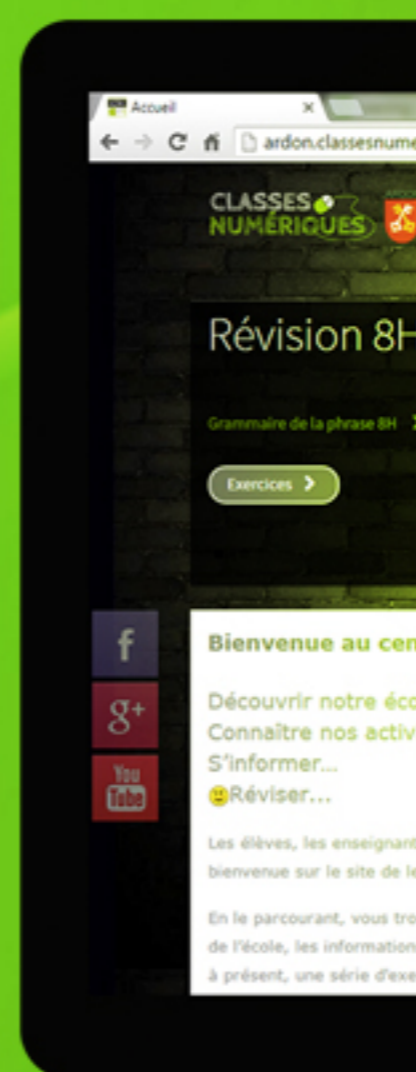 Accueil
ardon.classesnume
CLASSES
NUMÉRIQUES
Révision 8H
Grammaire de la phrase 8H
Exercices
f
g+
You
Tube
Bienvenue au cen
Découvrir notre éco
Connaître nos activ
S'informer...
Réviser...
Les élèves, les enseignant
bienvenue sur le site de le
En le parcourant, vous tro
de l'école, les information
à présent, une série d'exe